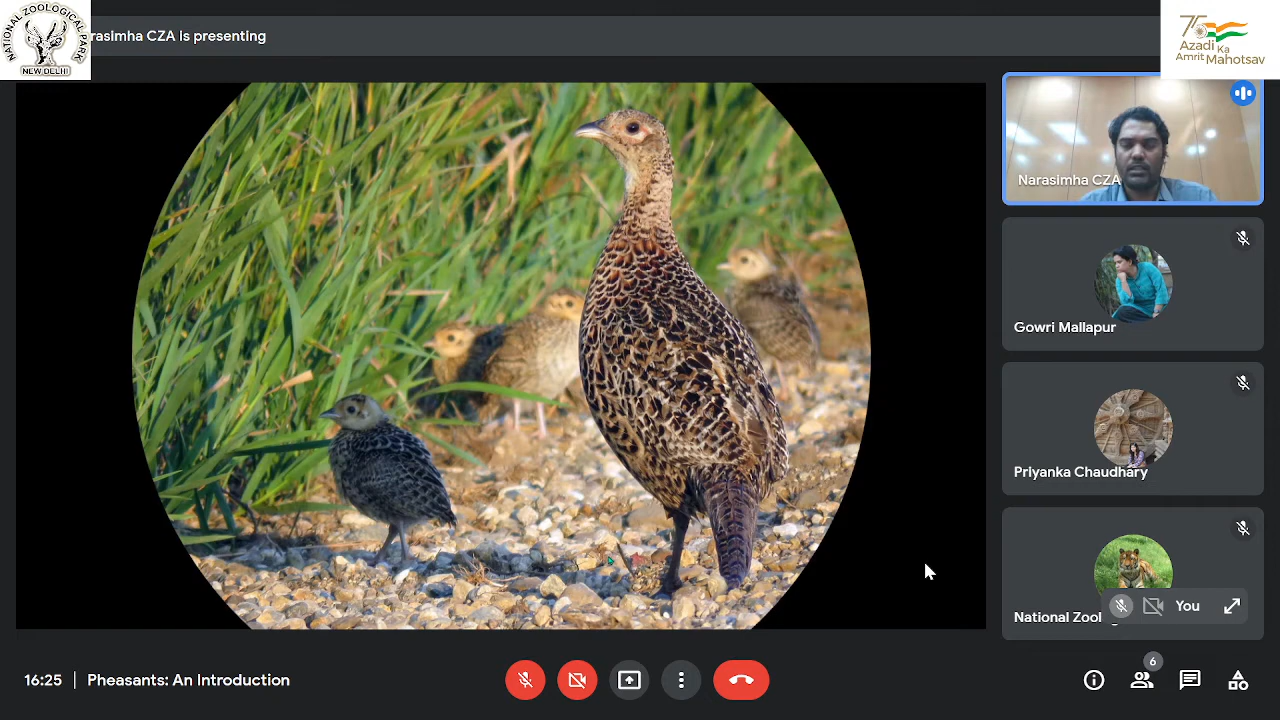 NATIONAL ZOOLOGICAL PARK
NEW DELHI
rasimha CZA is presenting
75
Azadi Ka
Amrit Mahotsav
Narasimha CZA
Gowri Mallapur
Priyanka Chaudhary
National Zool
You
16:25 | Pheasants: An Introduction
6